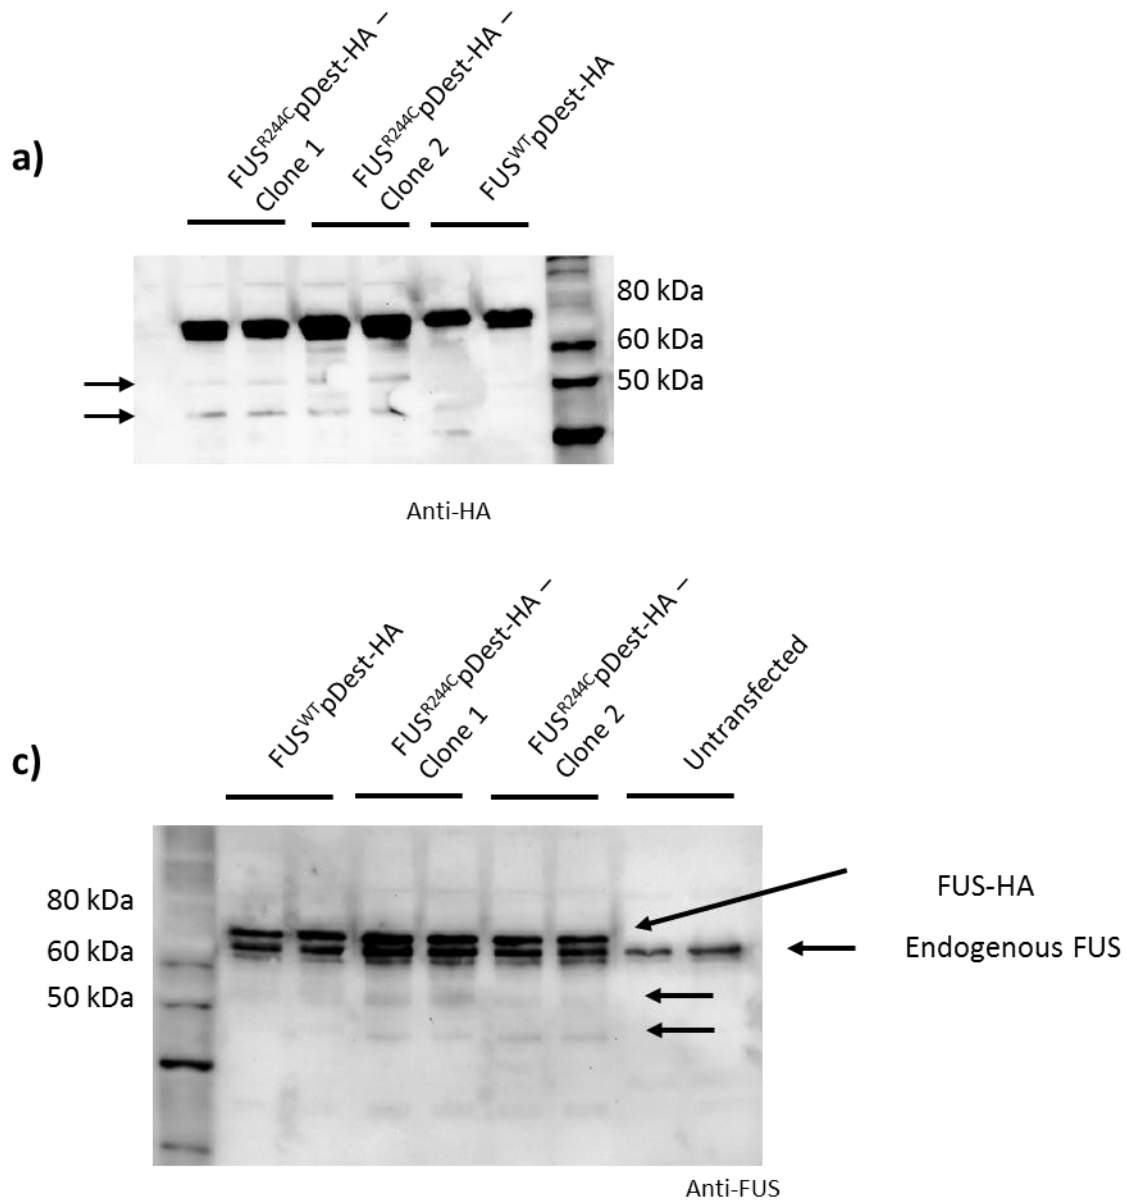 a)
FUSR244CpDest-HA –
Clone 1
FUSR244CpDest-HA –
Clone 2
FUSWTpDest-HA
80 kDa
60 kDa
50 kDa
Anti-HA
c)
FUSWTpDest-HA
FUSR244CpDest-HA –
Clone 1
FUSR244CpDest-HA –
Clone 2
Untransfected
80 kDa
60 kDa
50 kDa
FUS-HA
Endogenous FUS
Anti-FUS